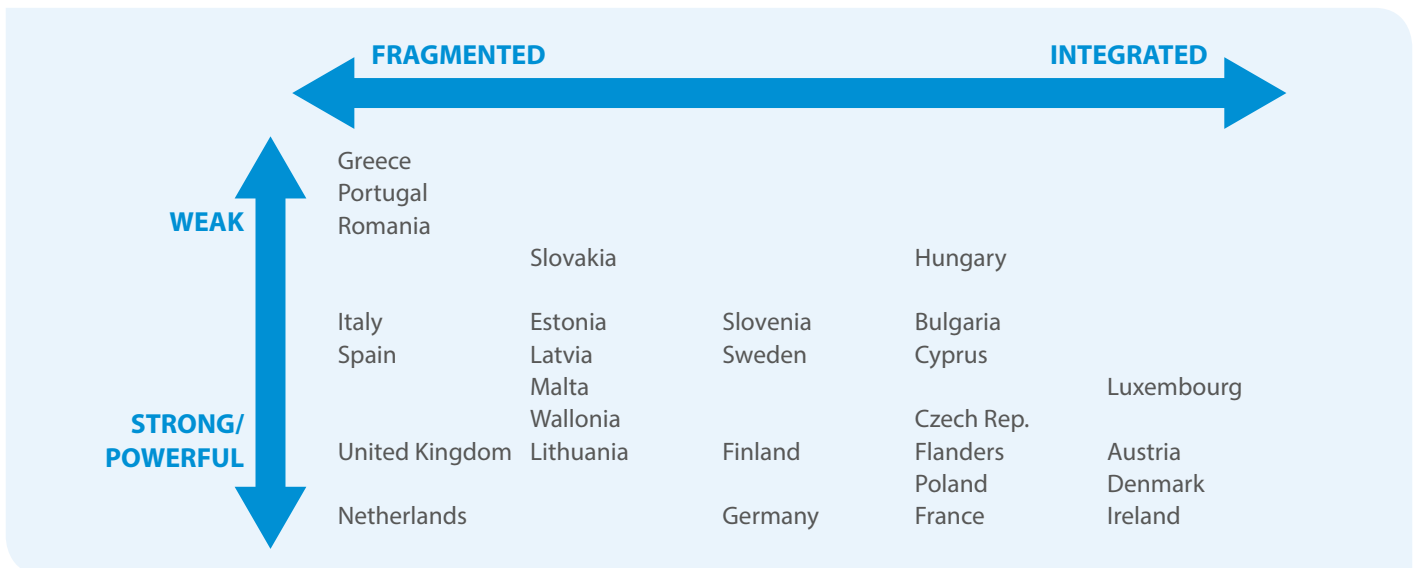 FRAGMENTED INTEGRATED
Greece
Portugal
WEAK Romania
Slovakia Hungary
Italy Estonia Slovenia Bulgaria
Spain Latvia Sweden Cyprus
Malta Luxembourg
STRONG/ Wallonia Czech Rep.
POWERFUL United Kingdom Lithuania Finland Flanders Austria
Poland Denmark
Netherlands Germany France Ireland